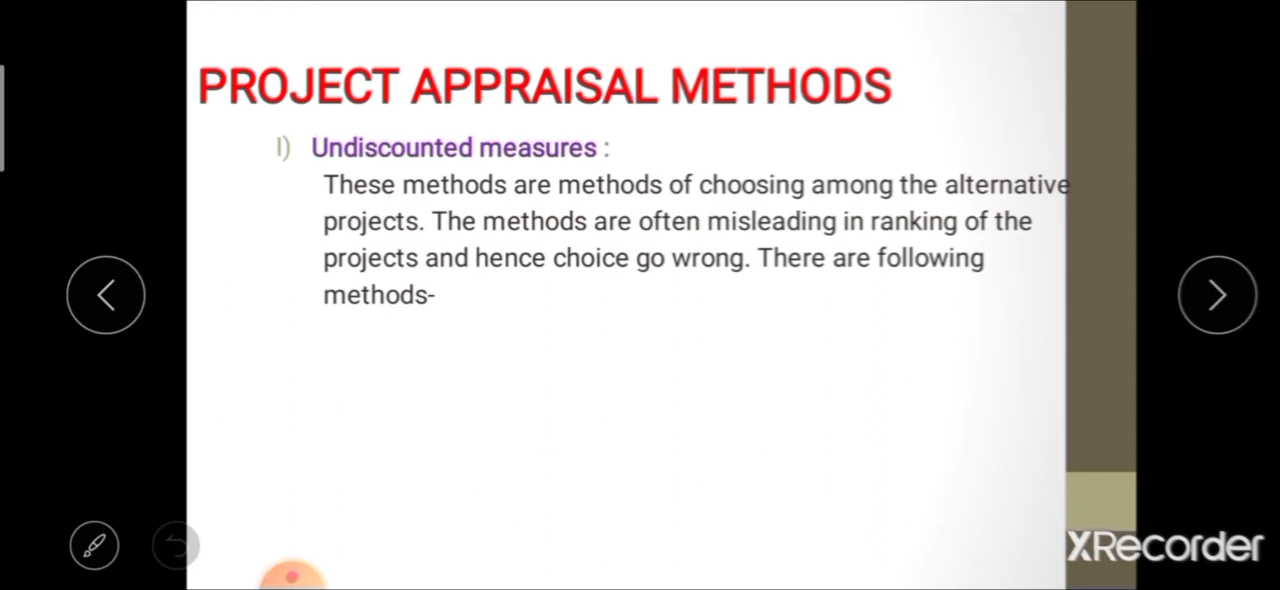 PROJECT APPRAISAL METHODS
I) Undiscounted measures :
These methods are methods of choosing among the alternative
projects. The methods are often misleading in ranking of the
projects and hence choice go wrong. There are following
methods-
XRecorder